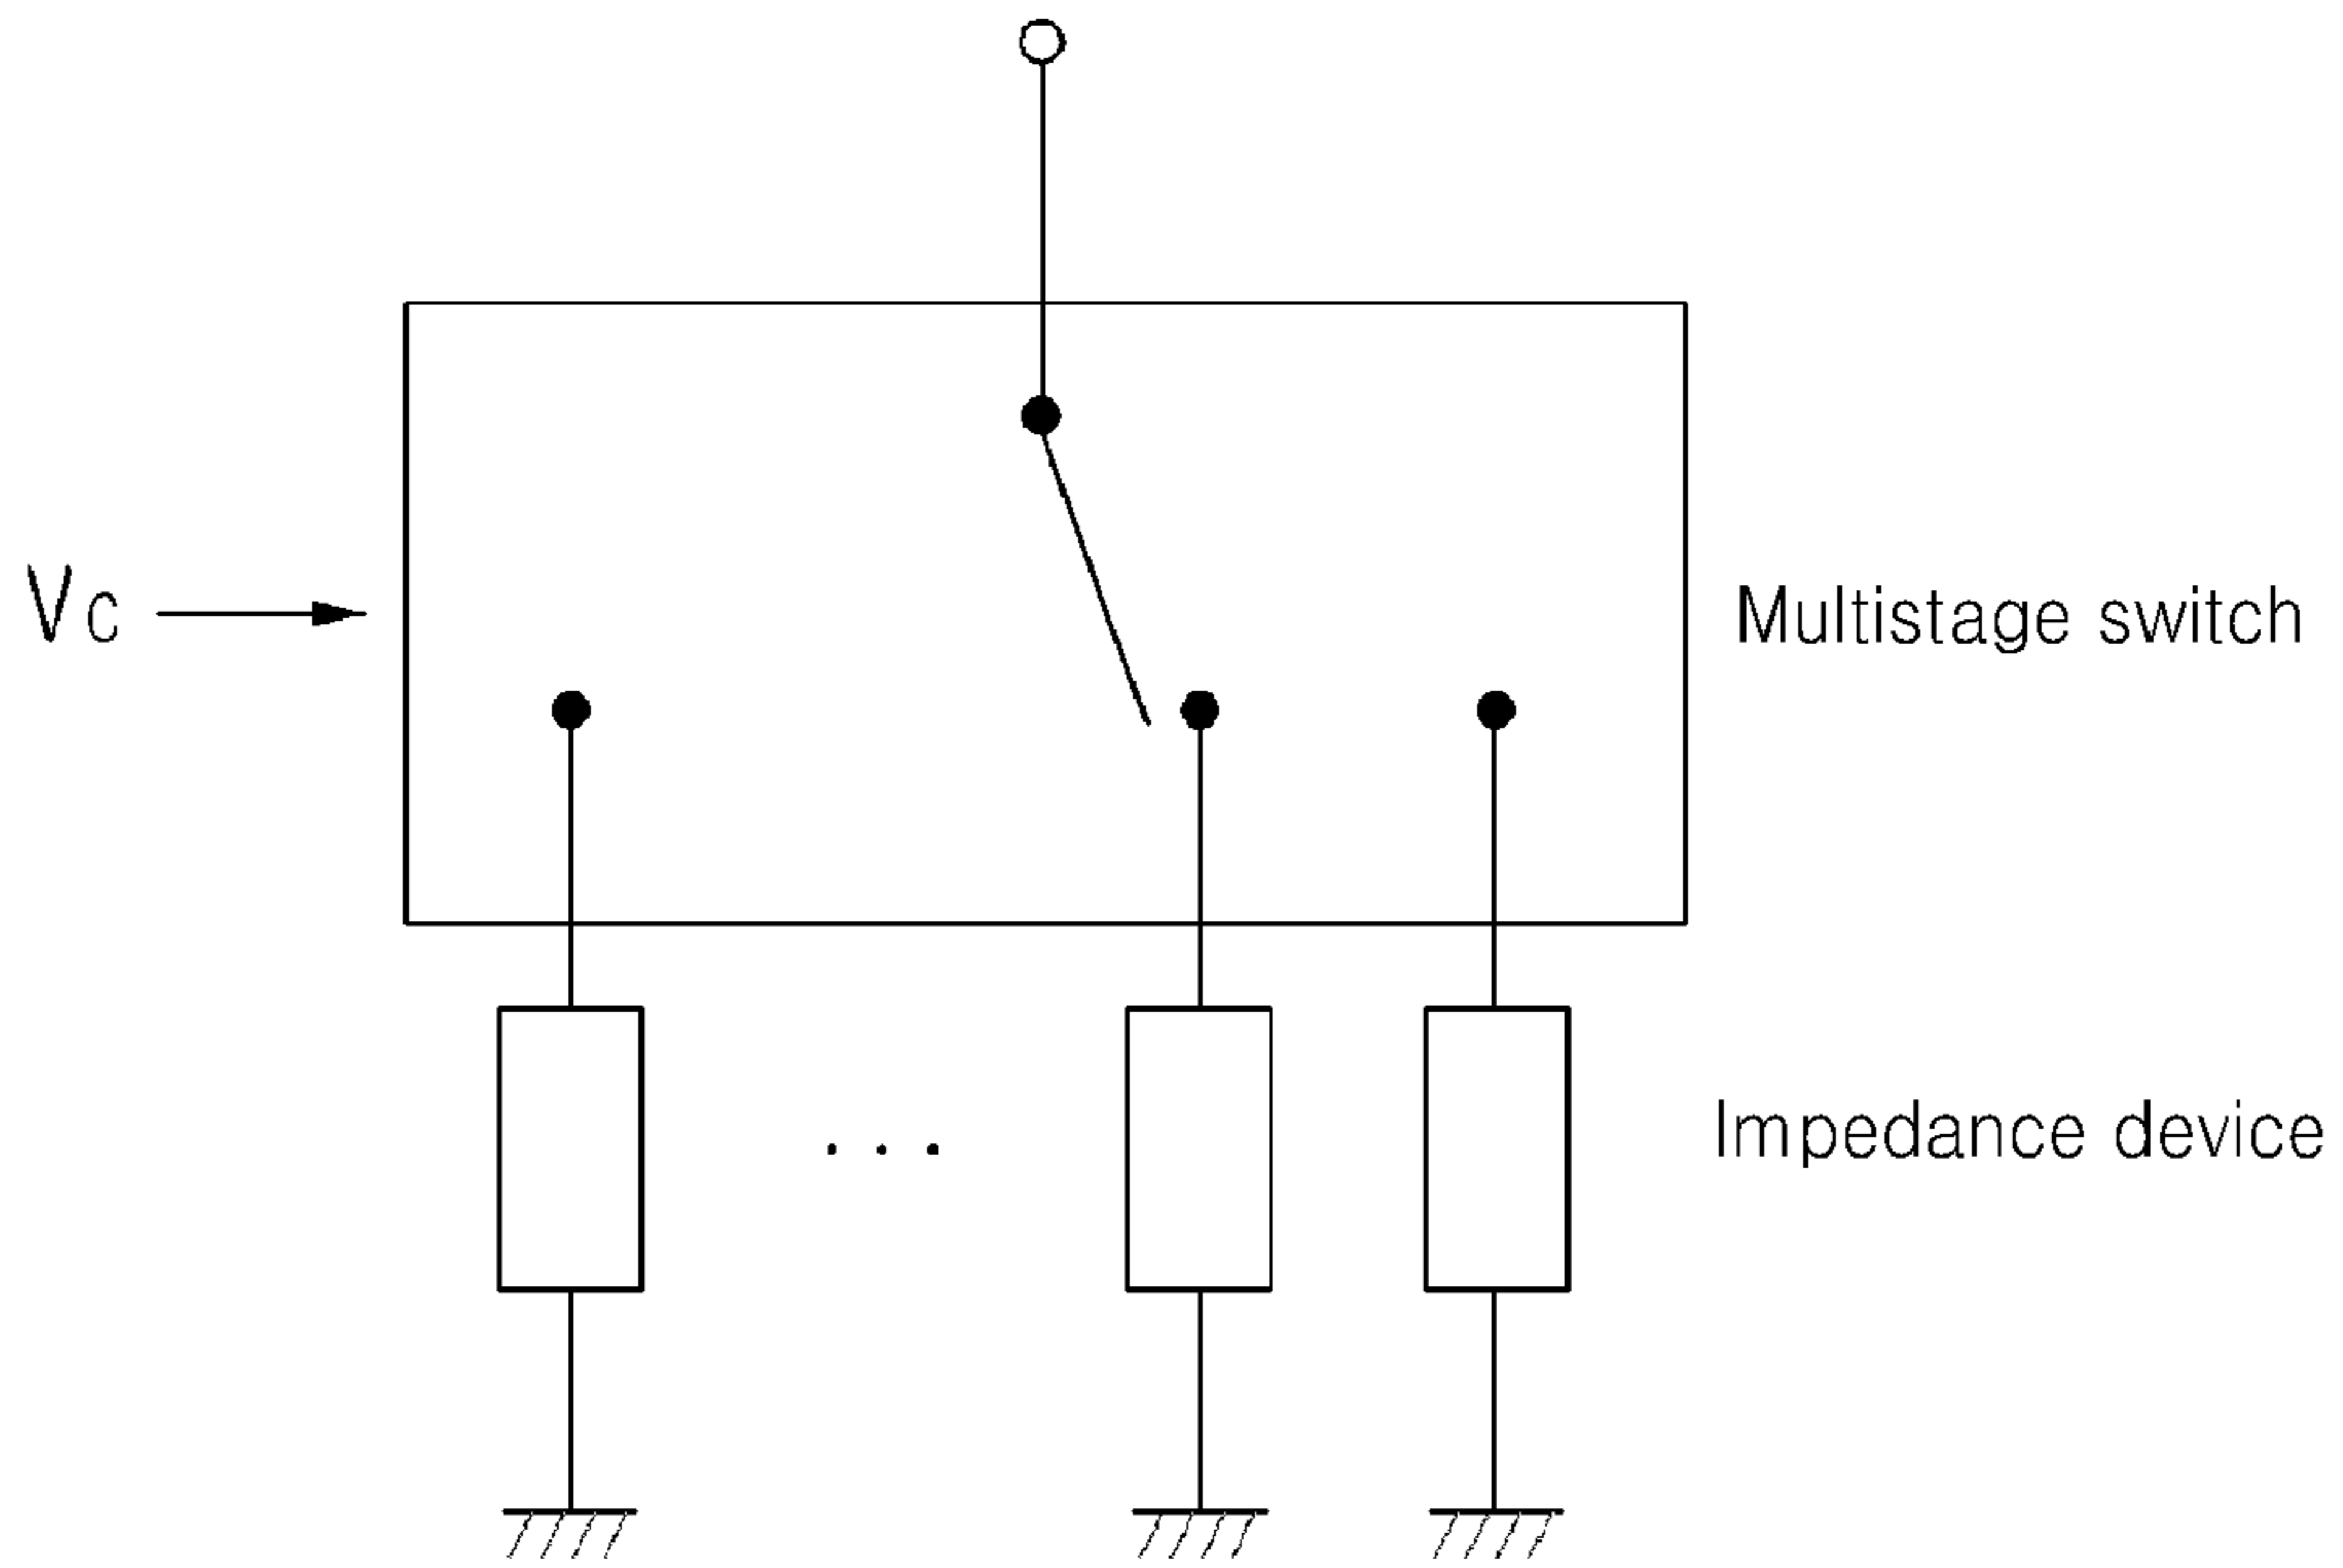 Vc
Multistage switch
. . .
Impedance device